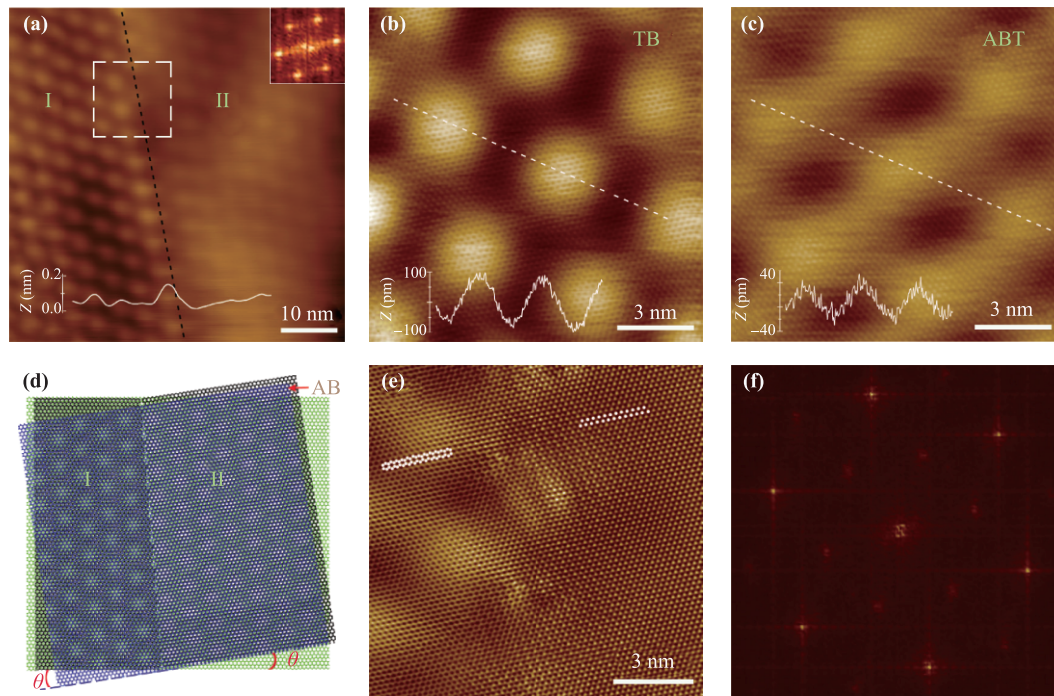 (a)
I
II
Z (nm)
0.2
0.0
10 nm
(b)
TB
Z (pm)
100
−100
3 nm
(c)
ABT
Z (pm)
40
−40
3 nm
(d)
AB
I
II
θ
θ
(e)
3 nm
(f)